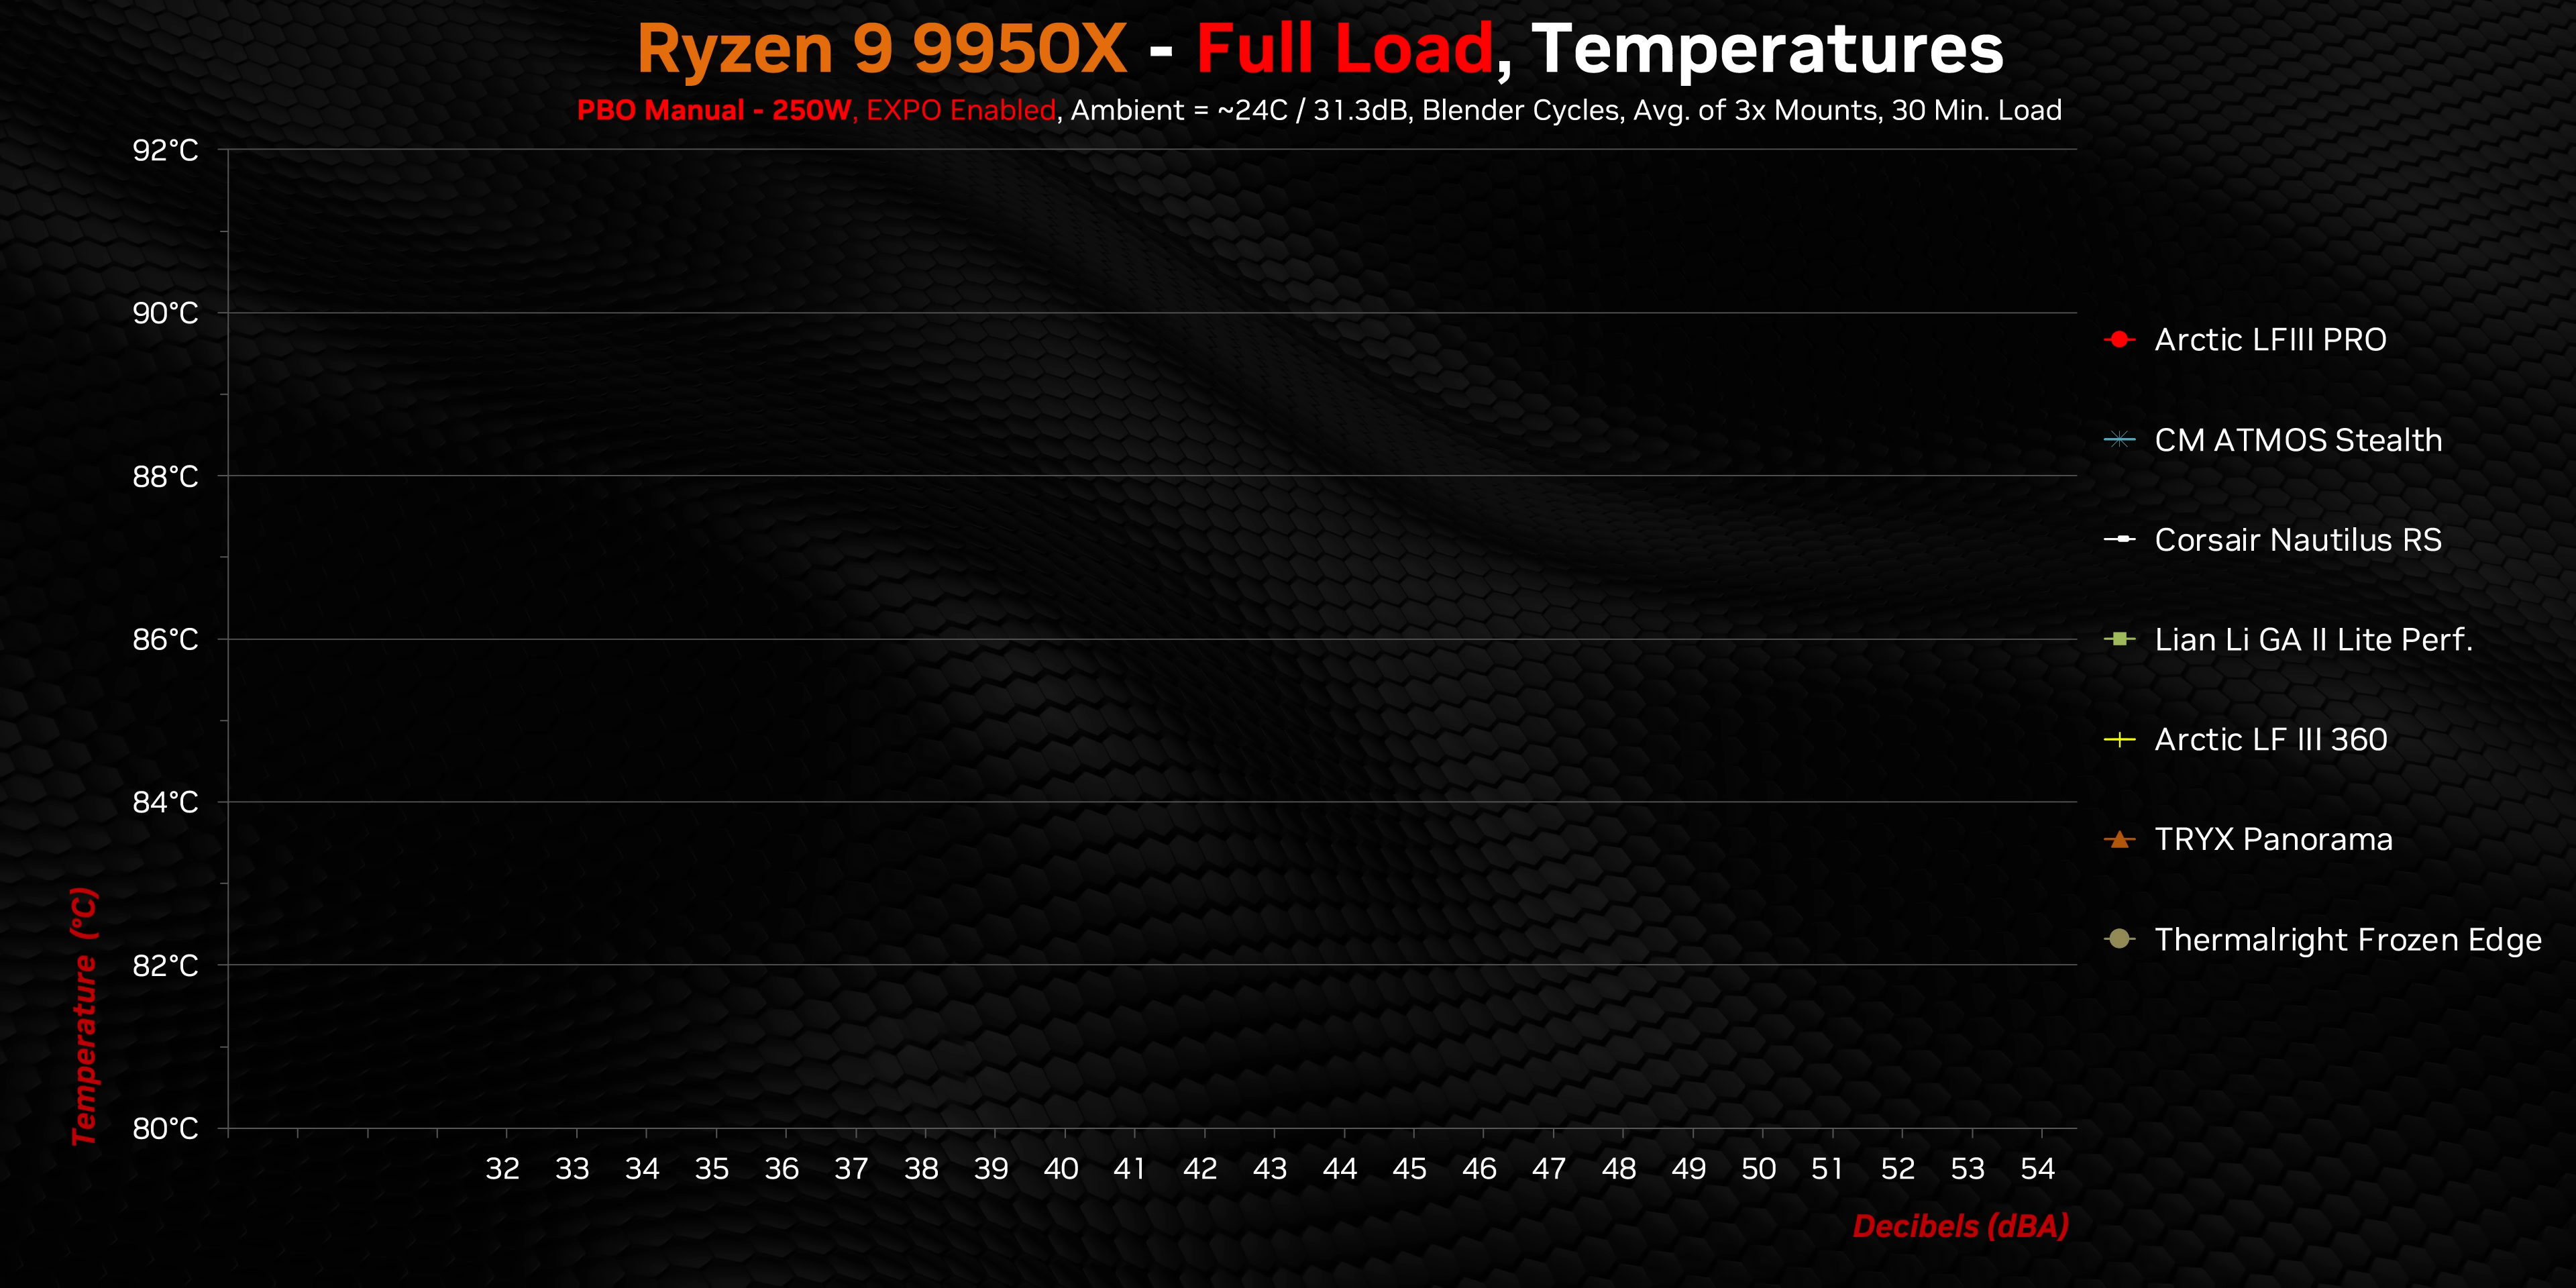 Ryzen 9 9950X - Full Load, Temperatures
PBO Manual - 250W, EXPO Enabled, Ambient = ~24C / 31.3dB, Blender Cycles, Avg. of 3x Mounts, 30 Min. Load
92°C
90°C
88°C
86°C
84°C
82°C
80°C
Temperature (°C)
32 33 34 35 36 37 38 39 40 41 42 43 44 45 46 47 48 49 50 51 52 53 54
Decibels (dBA)
Arctic LFIII PRO
CM ATMOS Stealth
Corsair Nautilus RS
Lian Li GA II Lite Perf.
Arctic LF III 360
TRYX Panorama
Thermalright Frozen Edge